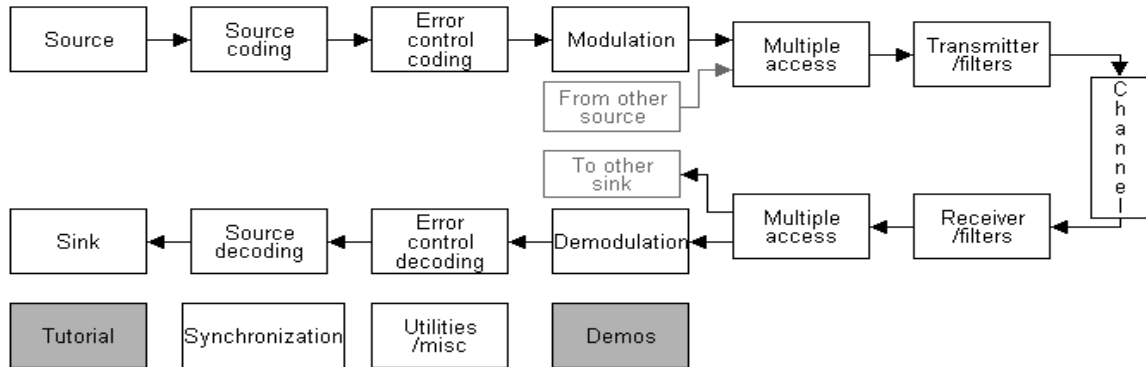 Source
Source
coding
Error
control
coding
Modulation
Multiple
access
Transmitter
/filters
From other
source
Channel
To other
sink
Sink
Source
decoding
Error
control
decoding
Demodulation
Multiple
access
Receiver
/filters
Tutorial
Synchronization
Utilities
/misc
Demos